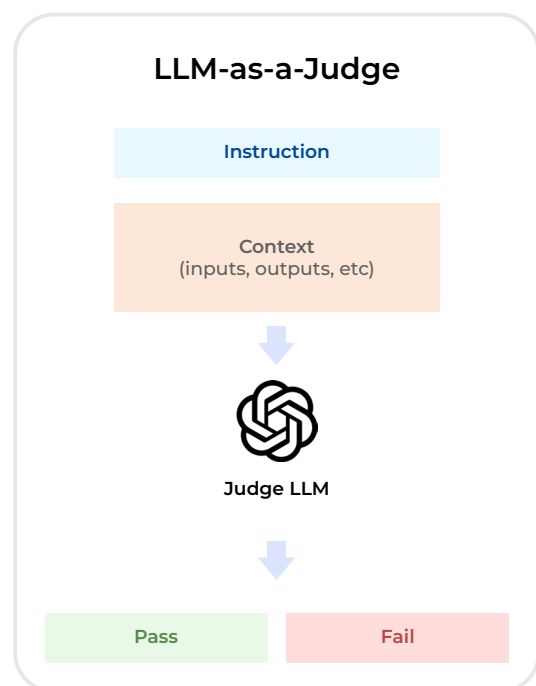 LLM-as-a-Judge
Instruction
Context
(inputs, outputs, etc)
Judge LLM
Pass
Fail